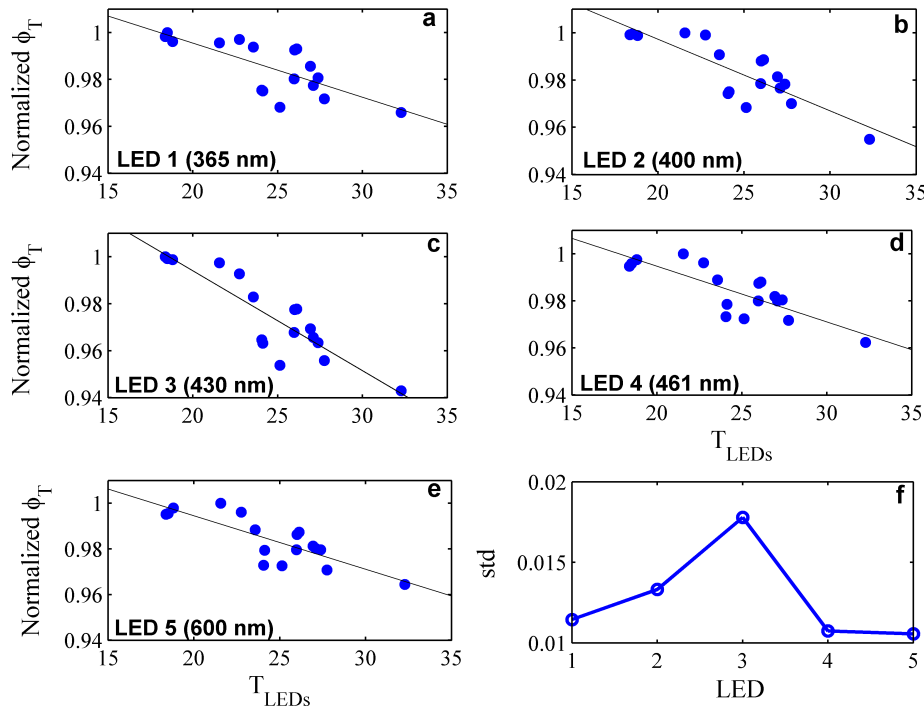 a
Normalized ϕ_T
1
0.98
0.96
0.94
LED 1 (365 nm)
15 20 25 30 35
b
1
0.98
0.96
0.94
LED 2 (400 nm)
15 20 25 30 35
c
Normalized ϕ_T
1
0.98
0.96
0.94
LED 3 (430 nm)
15 20 25 30 35
d
1
0.98
0.96
0.94
LED 4 (461 nm)
15 20 25 30 35
T_LEDs
e
Normalized ϕ_T
1
0.98
0.96
0.94
LED 5 (600 nm)
15 20 25 30 35
T_LEDs
f
std
0.02
0.015
0.01
1 2 3 4 5
LED